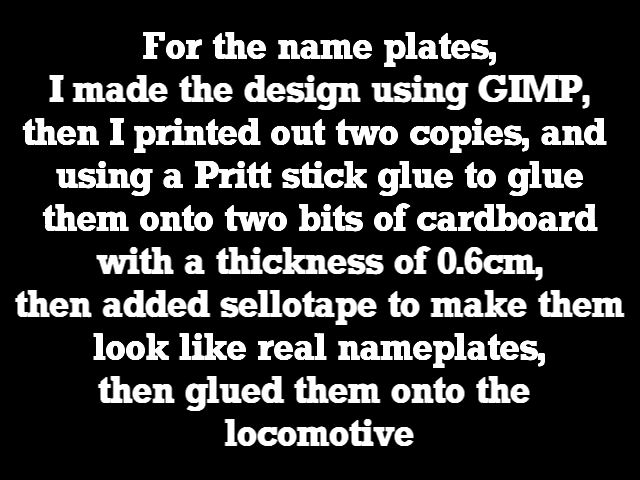 For the name plates,
I made the design using GIMP,
then I printed out two copies, and
using a Pritt stick glue to glue
them onto two bits of cardboard
with a thickness of 0.6cm,
then added sellotape to make them
look like real nameplates,
then glued them onto the
locomotive